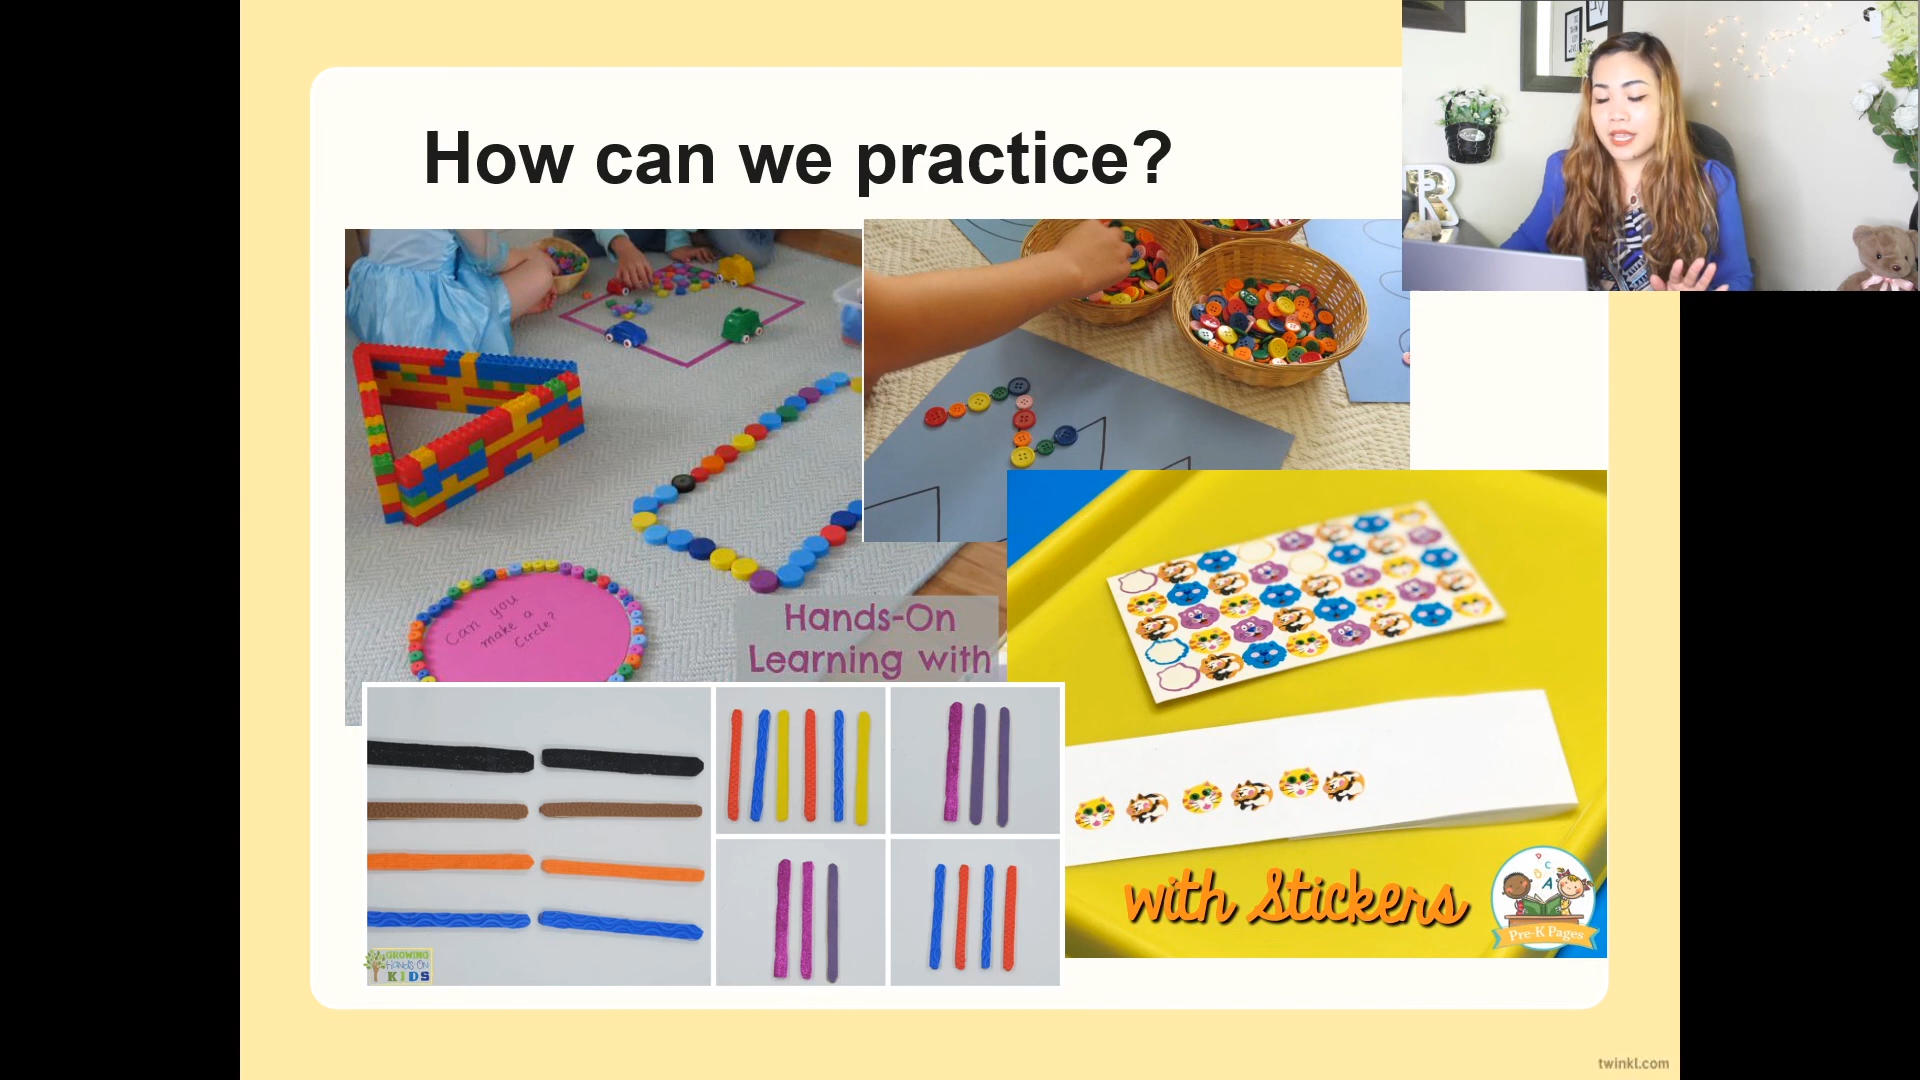 How can we practice?
Can you
make a
Circle?
Hands-On
Learning with
with Stickers
D C
A
Pre-K Pages
GROWING
Hands-On
KIDS
R
twinkl.com